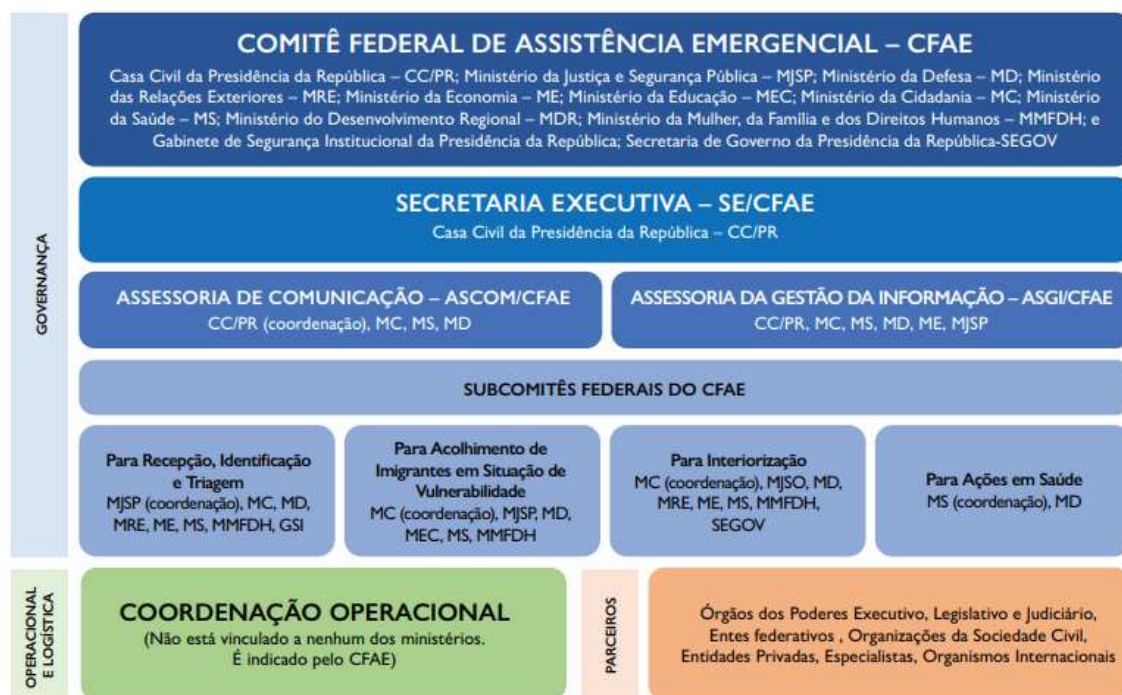 COMITÊ FEDERAL DE ASSISTÊNCIA EMERGENCIAL – CFAE
Casa Civil da Presidência da República – CC/PR; Ministério da Justiça e Segurança Pública – MJSP; Ministério da Defesa – MD; Ministério
das Relações Exteriores – MRE; Ministério da Economia – ME; Ministério da Educação – MEC; Ministério da Cidadania – MC; Ministério
da Saúde – MS; Ministério do Desenvolvimento Regional – MDR; Ministério da Mulher, da Família e dos Direitos Humanos – MMFDH; e
Gabinete de Segurança Institucional da Presidência da República; Secretaria de Governo da Presidência da República-SEGOV
SECRETARIA EXECUTIVA – SE/CFAE
Casa Civil da Presidência da República – CC/PR
GOVERNANÇA
ASSESSORIA DE COMUNICAÇÃO – ASCOM/CFAE
CC/PR (coordenação), MC, MS, MD
ASSESSORIA DA GESTÃO DA INFORMAÇÃO – ASGI/CFAE
CC/PR, MC, MS, MD, ME, MJSP
SUBCOMITÊS FEDERAIS DO CFAE
Para Recepção, Identificação
e Triagem
MJSP (coordenação), MC, MD,
MRE, ME, MS, MMFDH, GSI
Para Acolhimento de
Imigrantes em Situação de
Vulnerabilidade
MC (coordenação), MJSP, MD,
MEC, MS, MMFDH
Para Interiorização
MC (coordenação), MJSO, MD,
MRE, ME, MS, MMFDH,
SEGOV
Para Ações em Saúde
MS (coordenação), MD
OPERACIONAL
E LOGÍSTICA
COORDENAÇÃO OPERACIONAL
(Não está vinculado a nenhum dos ministérios.
É indicado pelo CFAE)
PARCEIROS
Órgãos dos Poderes Executivo, Legislativo e Judiciário,
Entes federativos , Organizações da Sociedade Civil,
Entidades Privadas, Especialistas, Organismos Internacionais